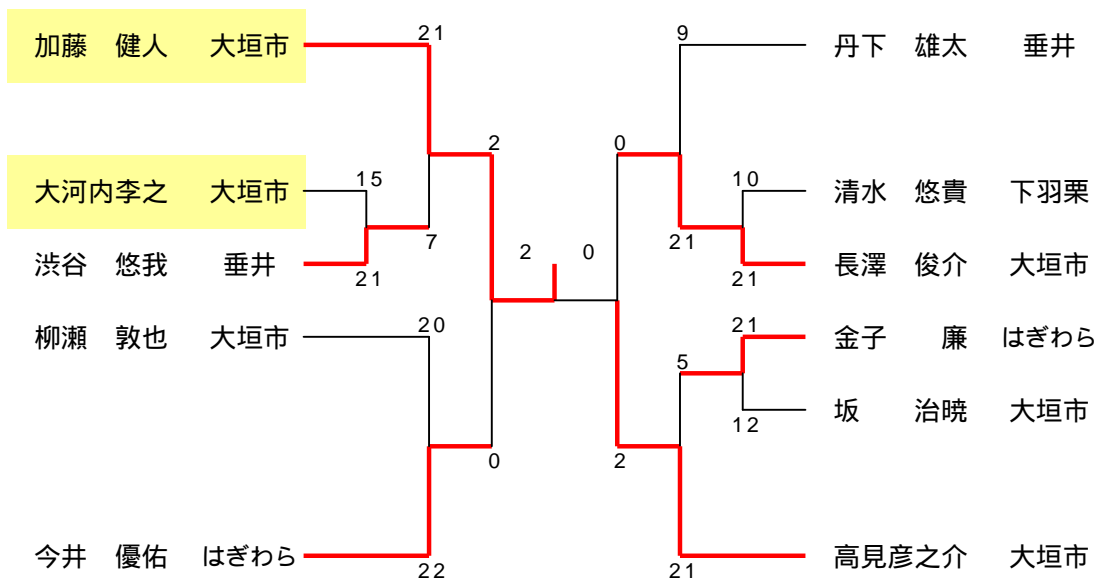 加藤 健人 大垣市
21
2
大河内李之 大垣市
15
7
渋谷 悠我 垂井
21
柳瀬 敦也 大垣市
20
0
今井 優佑 はぎわら
22
2 0
9
丹下 雄太 垂井
0
10
清水 悠貴 下羽栗
21
21
長澤 俊介 大垣市
21
金子 廉 はぎわら
5
12
坂 治暁 大垣市
2
21
高見彦之介 大垣市